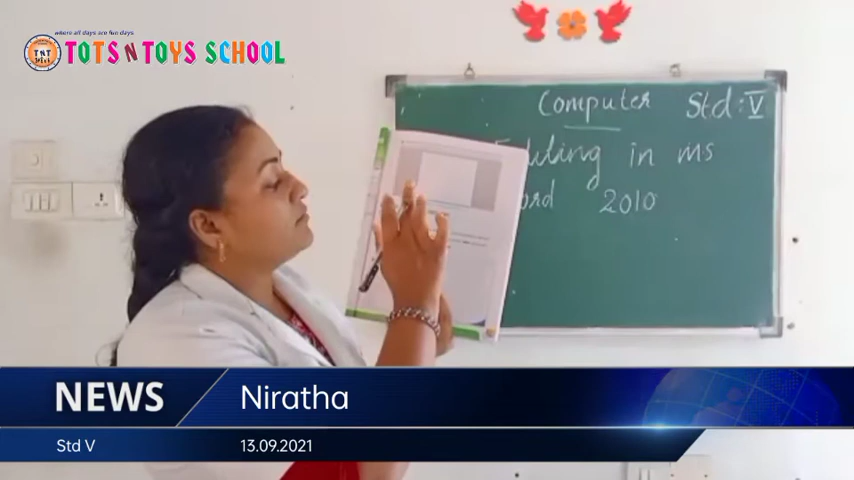 where all days are fun days
TNT
TOTS N TOYS SCHOOL
Computer Std : V
in ms
2010
NEWS
Niratha
Std V
13.09.2021